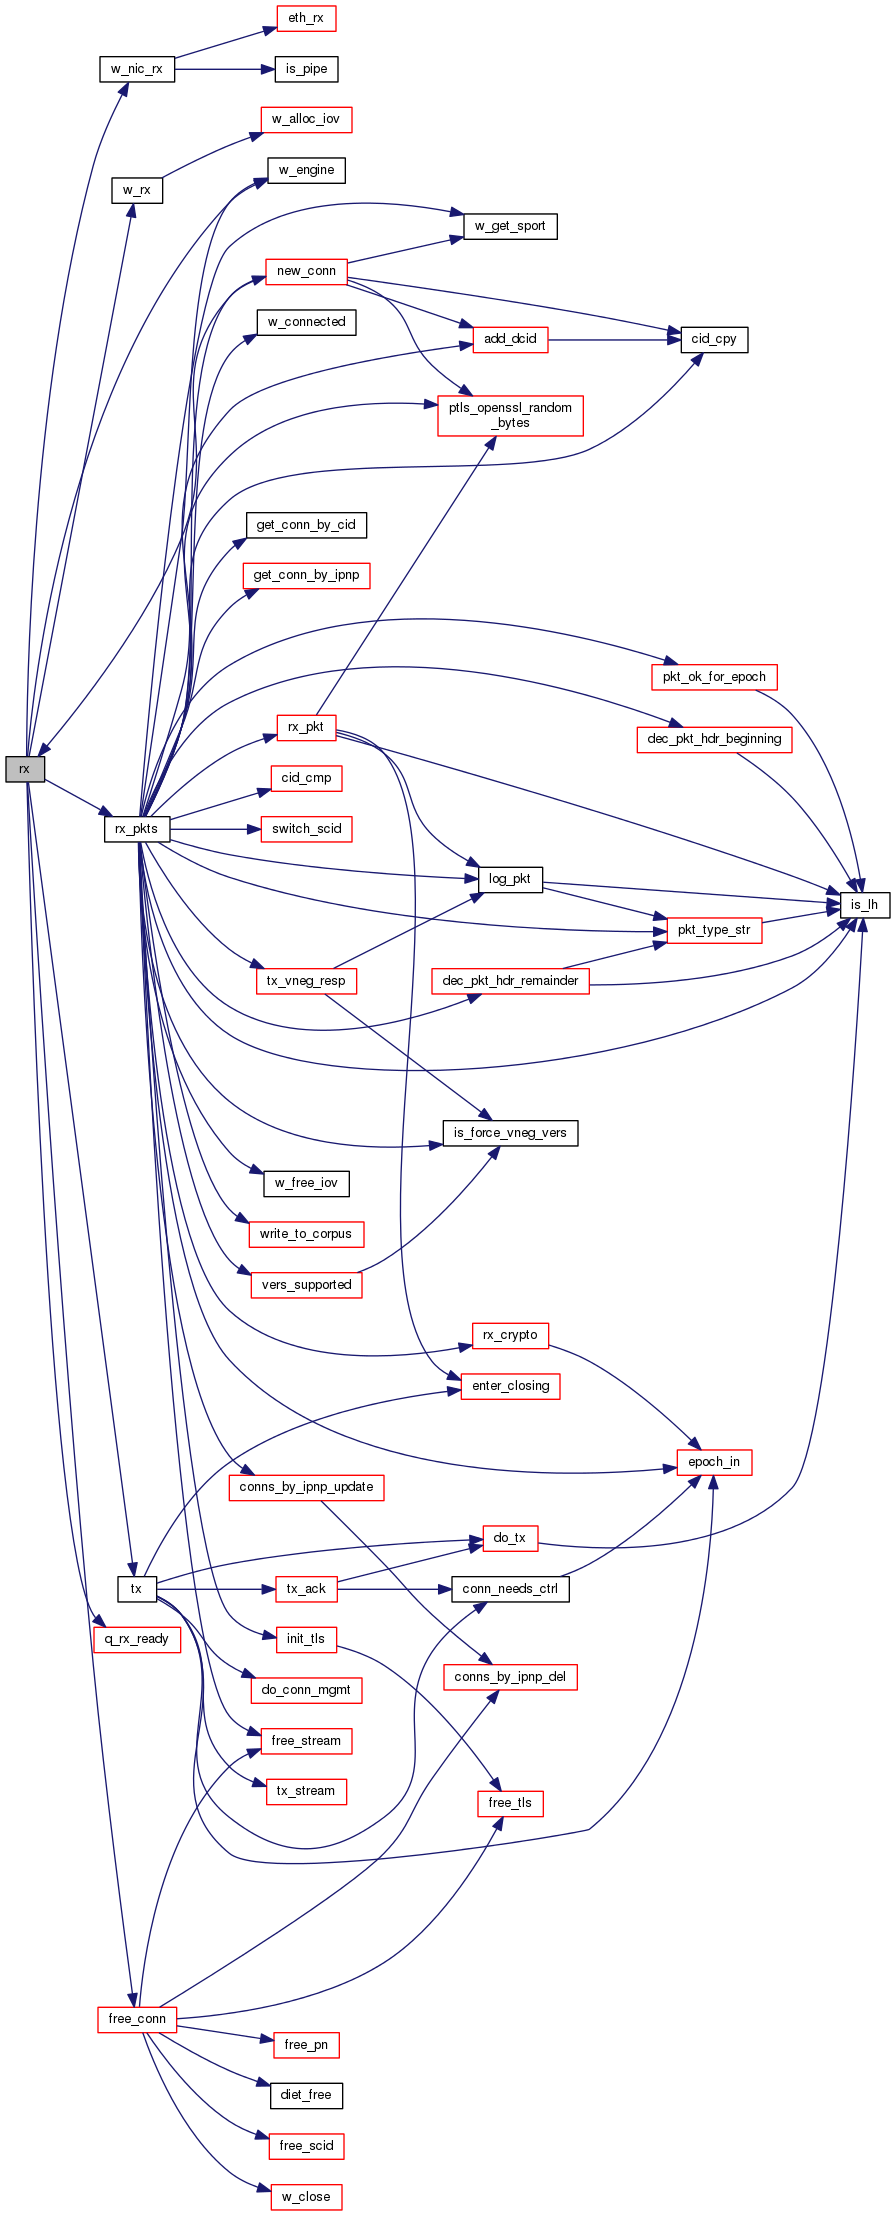 eth_rx
w_nic_rx
is_pipe
w_alloc_iov
w_engine
w_rx
w_get_sport
new_conn
w_connected
add_dcid
cid_cpy
ptls_openssl_random
_bytes
get_conn_by_cid
get_conn_by_ipnp
pkt_ok_for_epoch
rx_pkt
dec_pkt_hdr_beginning
rx
cid_cmp
rx_pkts
switch_scid
log_pkt
is_lh
pkt_type_str
tx_vneg_resp
dec_pkt_hdr_remainder
is_force_vneg_vers
w_free_iov
write_to_corpus
vers_supported
rx_crypto
enter_closing
epoch_in
conns_by_ipnp_update
do_tx
tx
tx_ack
conn_needs_ctrl
q_rx_ready
init_tls
conns_by_ipnp_del
do_conn_mgmt
free_stream
tx_stream
free_tls
free_conn
free_pn
diet_free
free_scid
w_close